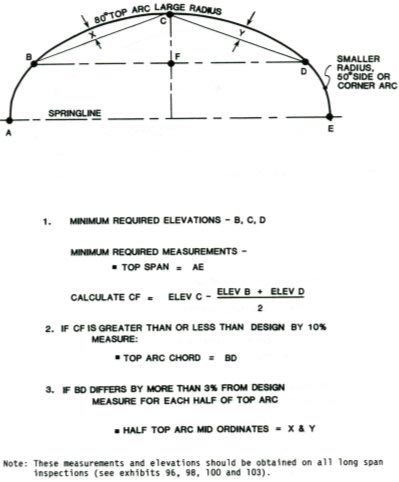 80° TOP ARC LARGE RADIUS
C
X
Y
B
F
D
SMALLER
RADIUS,
50° SIDE OR
CORNER ARC
SPRINGLINE
A
E
1. MINIMUM REQUIRED ELEVATIONS - B, C, D
MINIMUM REQUIRED MEASUREMENTS -
▪ TOP SPAN = AE
CALCULATE CF = ELEV C - ELEV B + ELEV D
2
2. IF CF IS GREATER THAN OR LESS THAN DESIGN BY 10%
MEASURE:
▪ TOP ARC CHORD = BD
3. IF BD DIFFERS BY MORE THAN 3% FROM DESIGN
MEASURE FOR EACH HALF OF TOP ARC
▪ HALF TOP ARC MID ORDINATES = X & Y
Note: These measurements and elevations should be obtained on all long span
inspections (see exhibits 96, 98, 100 and 103).